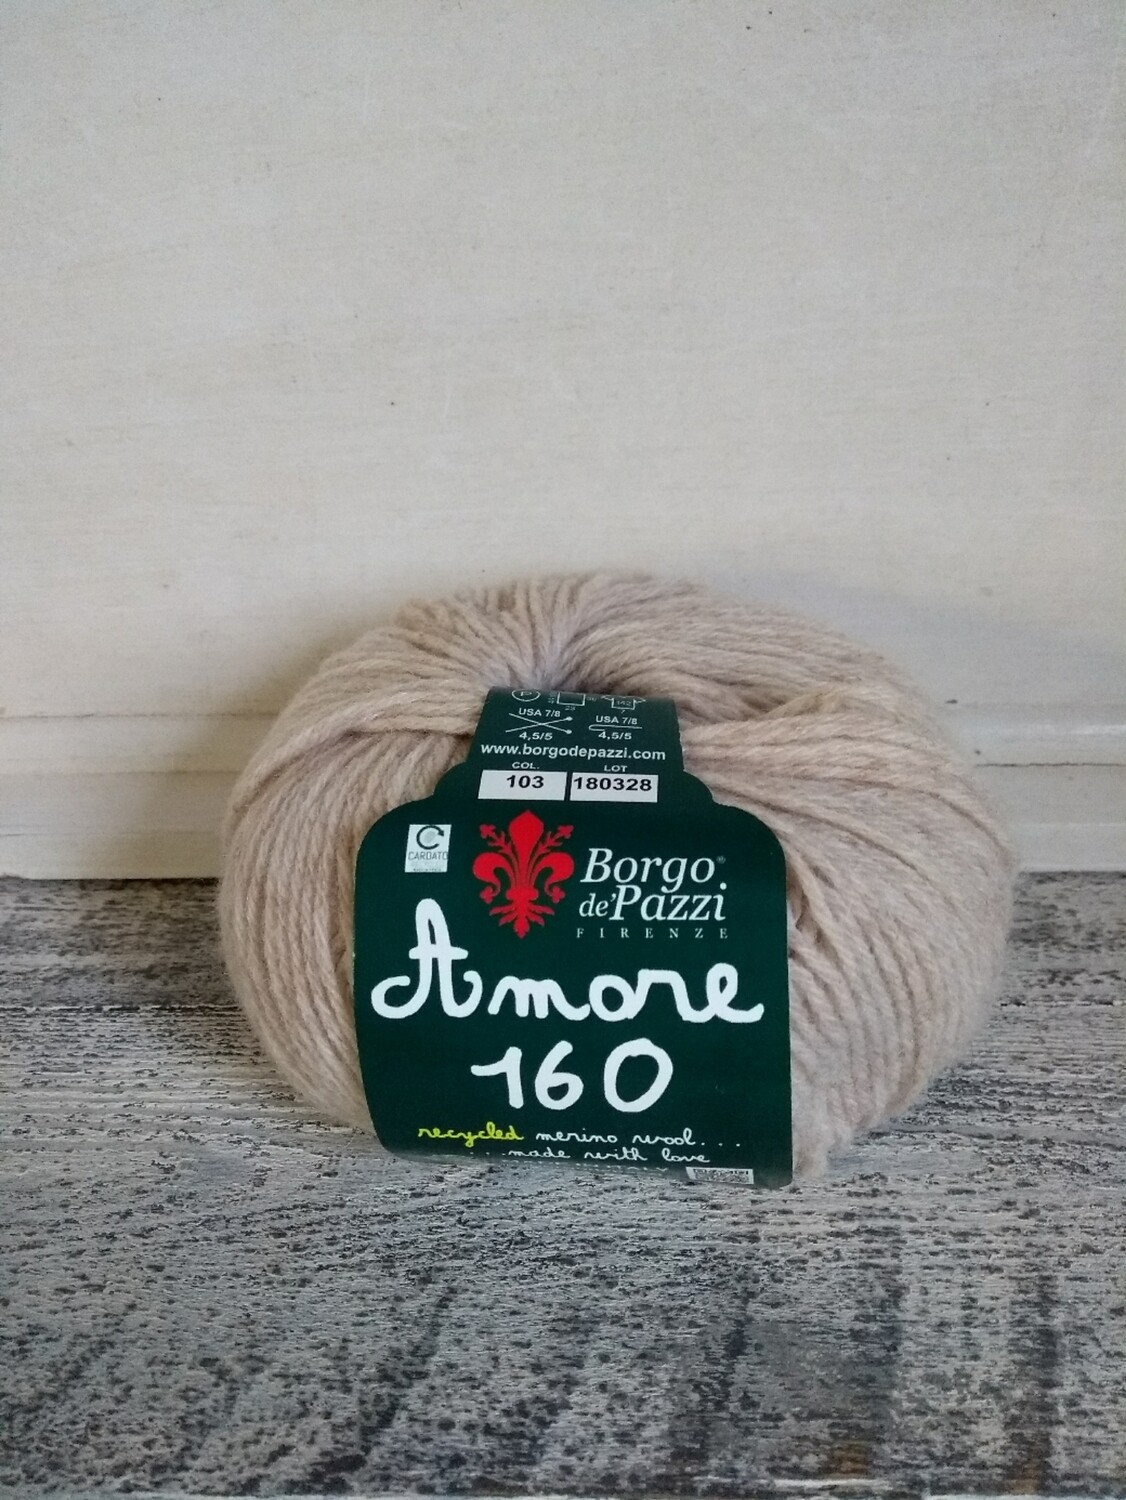 P
USA 7/8 USA 7/8
4,5/5 4,5/5
www.borgodepazzi.com
COL. LOT
103 180328
CARDATO
Borgo®
de'Pazzi
FIRENZE
Amore
160
recycled merino wool...
...made with love